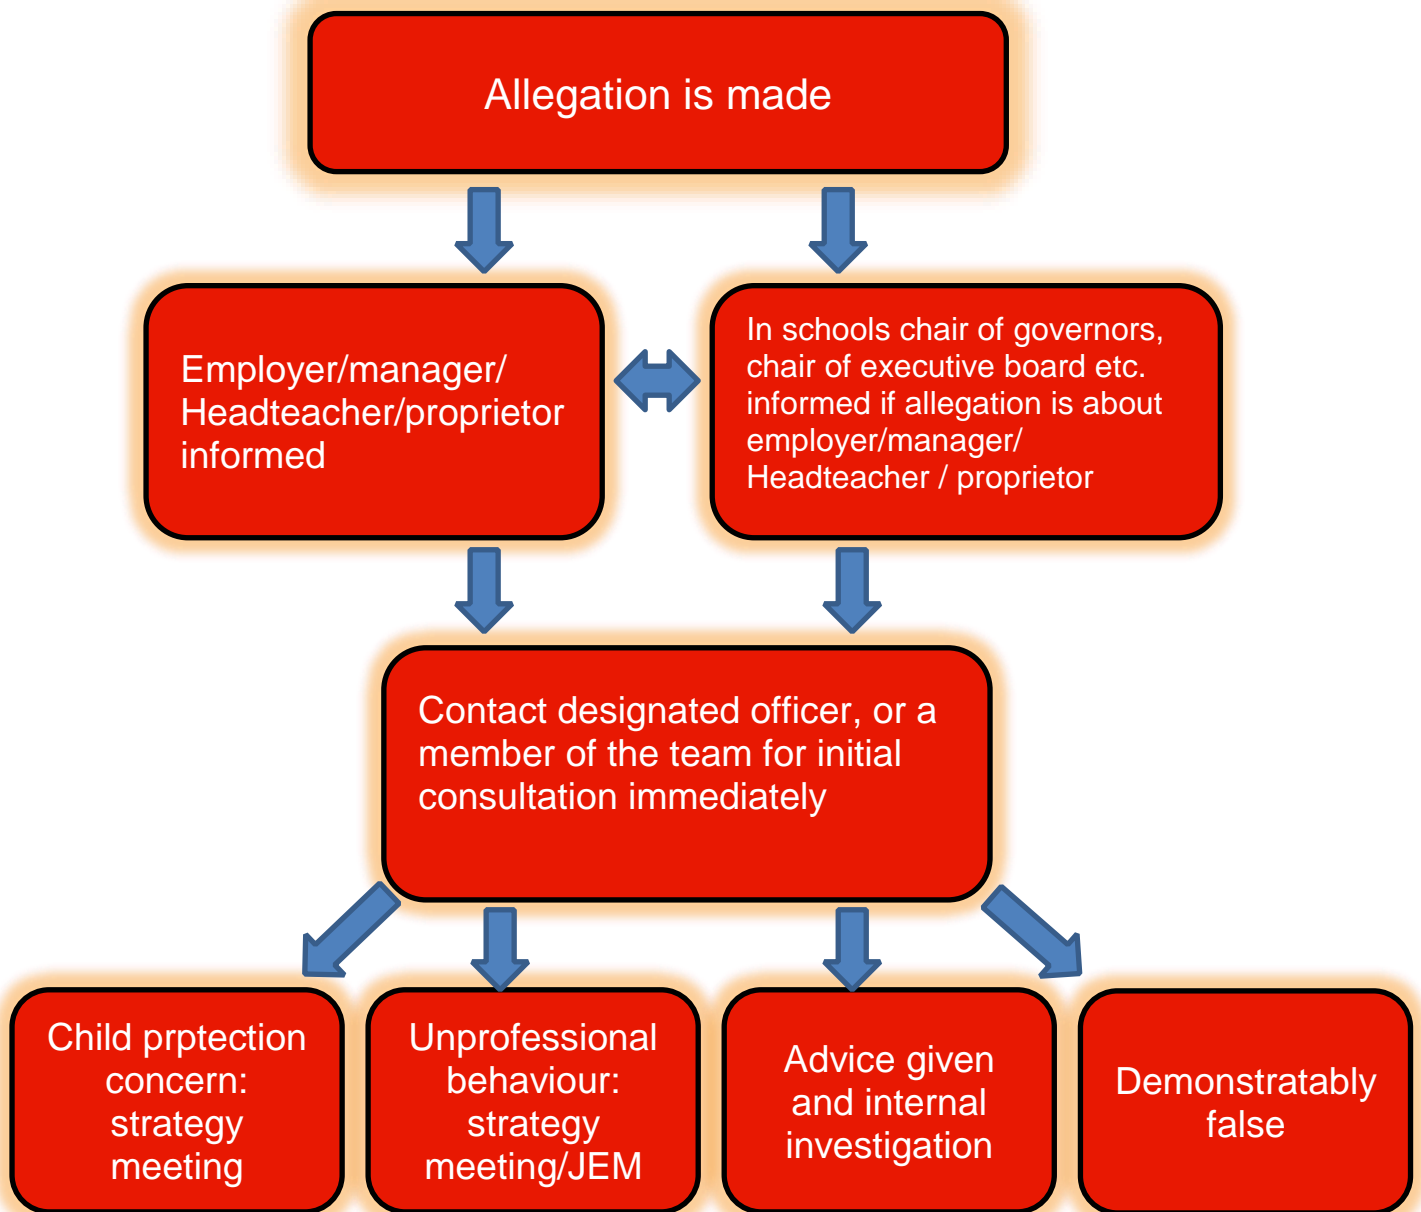 Allegation is made
Employer/manager/
Headteacher/proprietor
informed
In schools chair of governors,
chair of executive board etc.
informed if allegation is about
employer/manager/
Headteacher / proprietor
Contact designated officer, or a
member of the team for initial
consultation immediately
Child prptection
concern:
strategy
meeting
Unprofessional
behaviour:
strategy
meeting/JEM
Advice given
and internal
investigation
Demonstratably
false